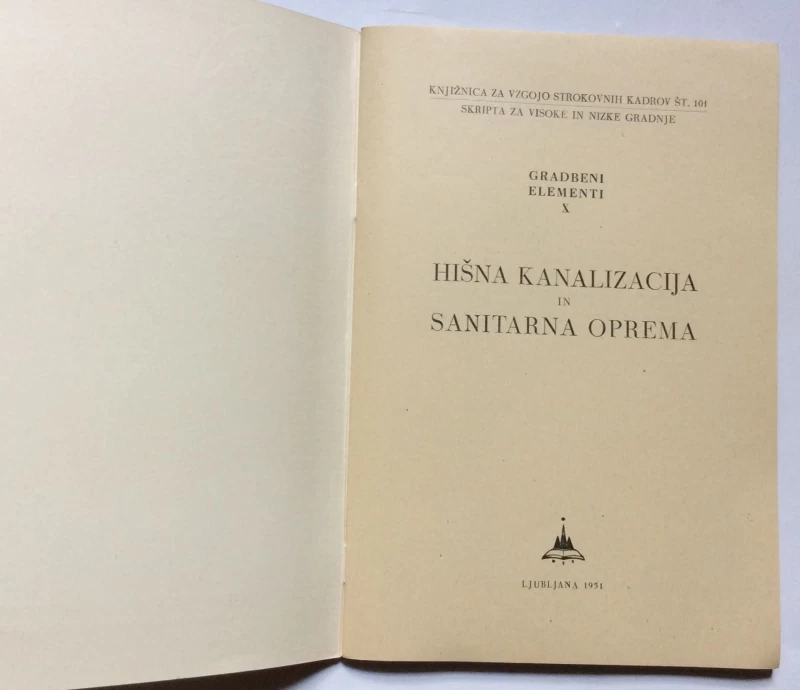 KNJIŽNICA ZA VZGOJO STROKOVNIH KADROV ŠT. 101
SKRIPTA ZA VISOKE IN NIZKE GRADNJE
GRADBENI
ELEMENTI
X
HIŠNA KANALIZACIJA
IN
SANITARNA OPREMA
LJUBLJANA 1951